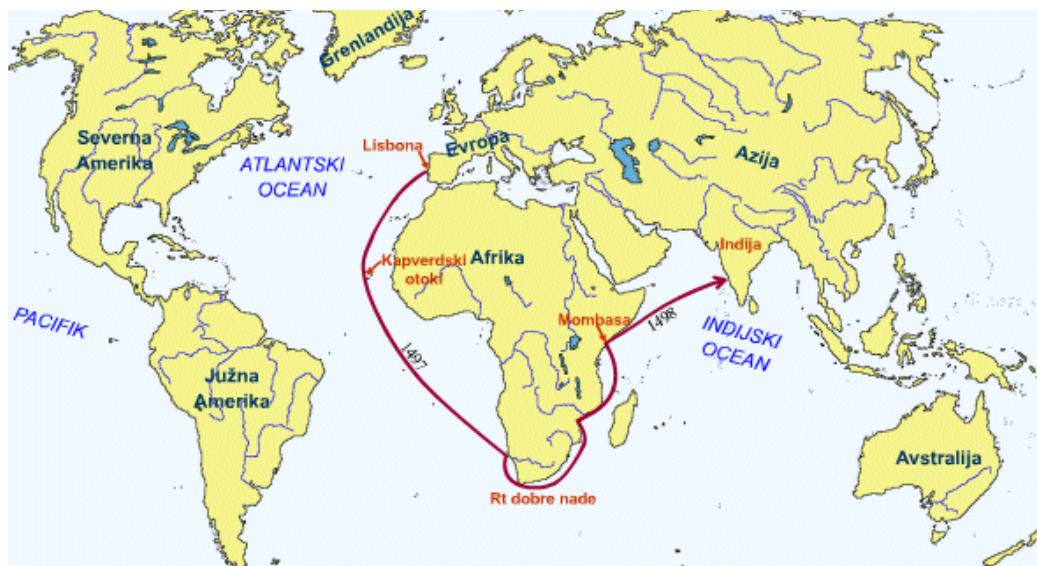 Grenlandija
Severna
Amerika
ATLANTSKI
OCEAN
Lisbona
Evropa
Azija
Kapverdski
otoki
Afrika
Indija
PACIFIK
1497
Mombasa
1498
INDIJSKI
OCEAN
Južna
Amerika
Rt dobre nade
Avstralija